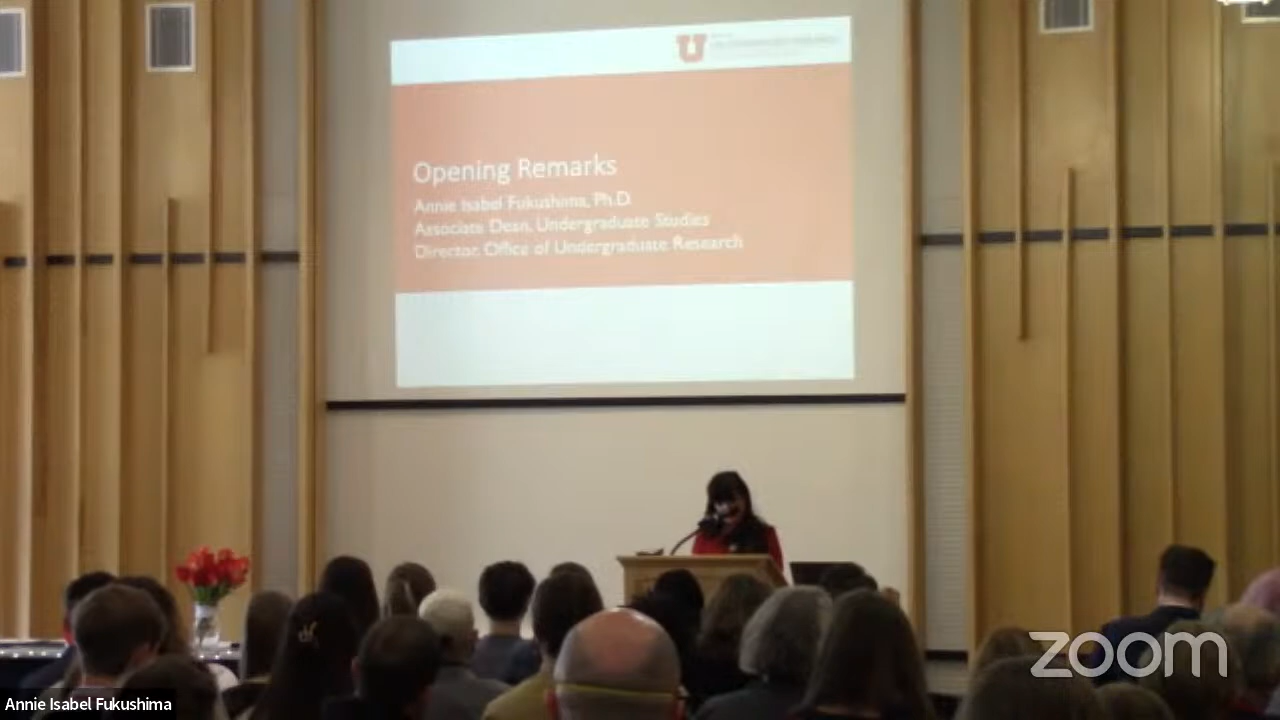 U
Opening Remarks
Annie Isabel Fukushima, Ph.D.
Associate Dean, Undergraduate Studies
Director, Office of Undergraduate Research
zoom
Annie Isabel Fukushima